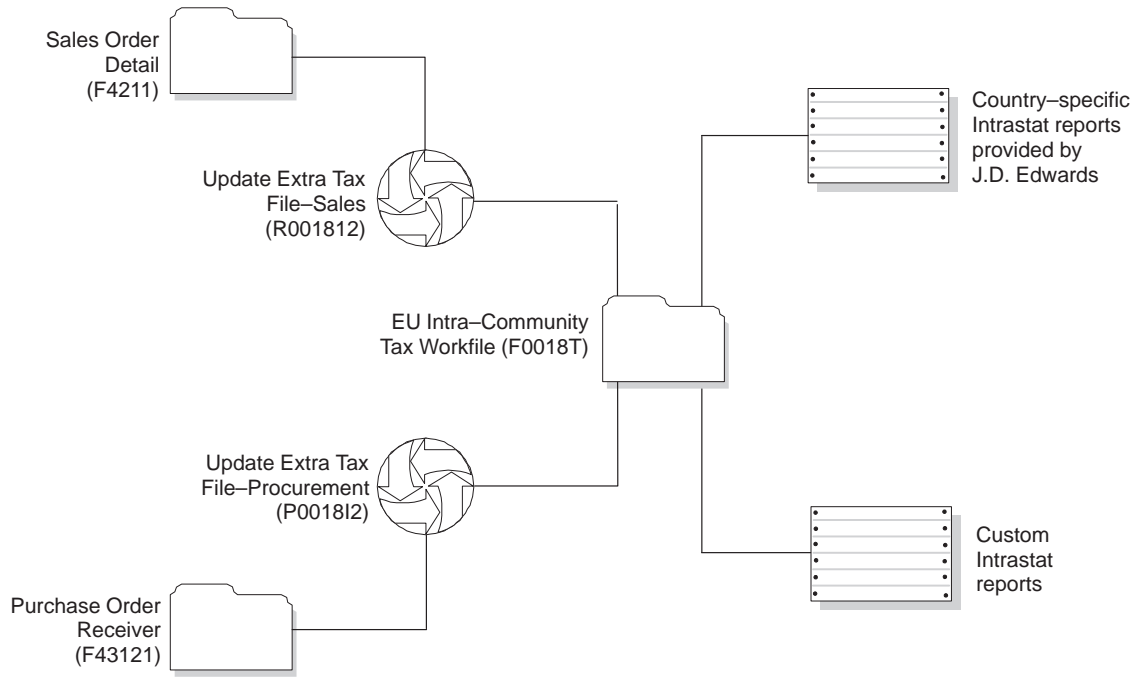 Sales Order
Detail
(F4211)
Update Extra Tax
File–Sales
(R001812)
EU Intra–Community
Tax Workfile (F0018T)
Update Extra Tax
File–Procurement
(P0018I2)
Purchase Order
Receiver
(F43121)
Country–specific
Intrastat reports
provided by
J.D. Edwards
Custom
Intrastat
reports